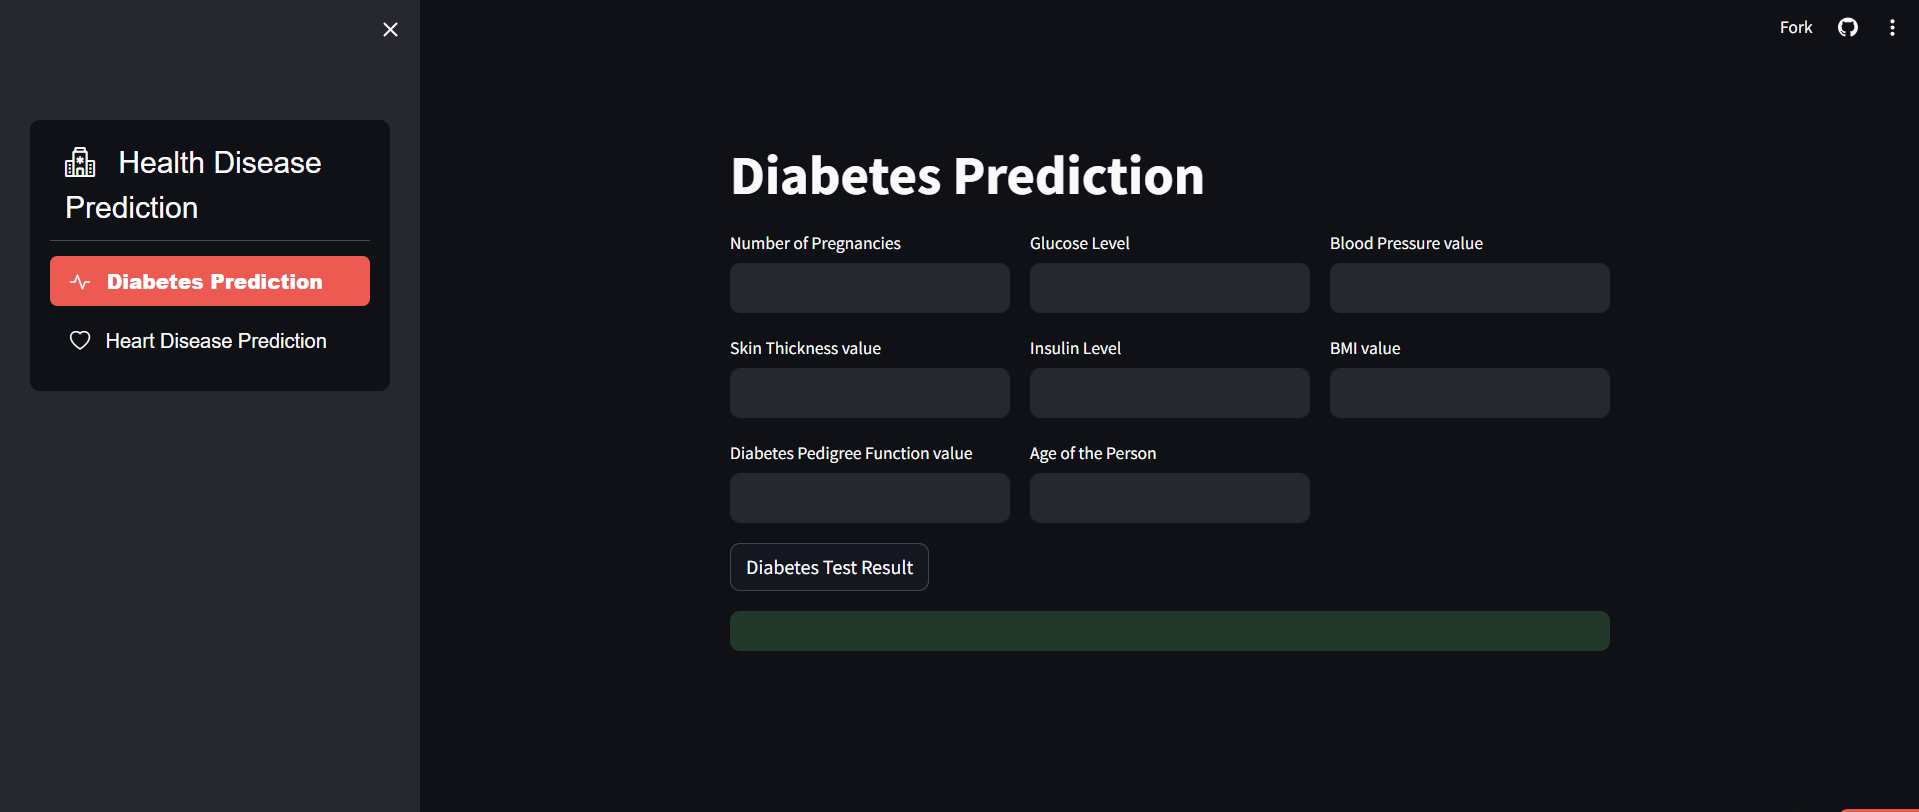 Fork
Health Disease
Prediction
Diabetes Prediction
Heart Disease Prediction
Diabetes Prediction
Number of Pregnancies
Glucose Level
Blood Pressure value
Skin Thickness value
Insulin Level
BMI value
Diabetes Pedigree Function value
Age of the Person
Diabetes Test Result